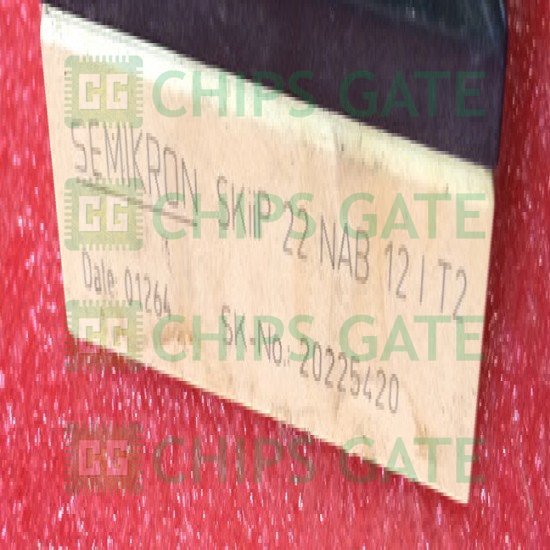 CHIPS GATE
SEMIKRON SKiiP 22 NAB 12 I T2
CHIPS GATE
Date: 01264 SK-No.: 20225420
CHIPS GATE
CHIPS GATE